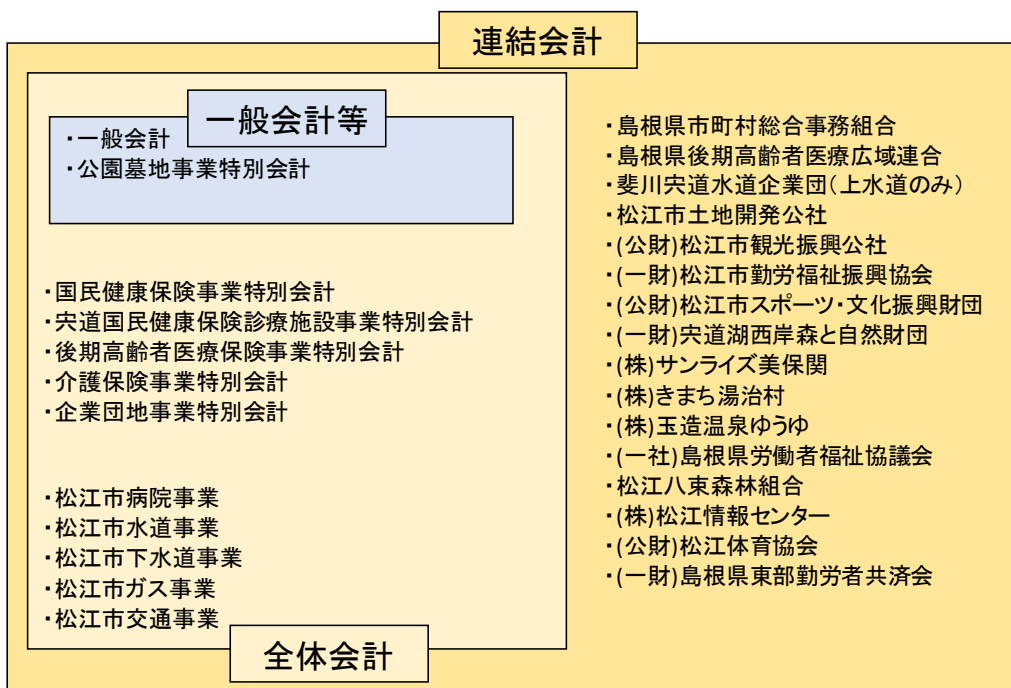 連結会計
一般会計等
・一般会計
・公園墓地事業特別会計
・国民健康保険事業特別会計
・宍道国民健康保険診療施設事業特別会計
・後期高齢者医療保険事業特別会計
・介護保険事業特別会計
・企業団地事業特別会計
・松江市病院事業
・松江市水道事業
・松江市下水道事業
・松江市ガス事業
・松江市交通事業
全体会計
・島根県市町村総合事務組合
・島根県後期高齢者医療広域連合
・斐川宍道水道企業団（上水道のみ）
・松江市土地開発公社
・(公財)松江市観光振興公社
・(一財)松江市勤労福祉振興協会
・(公財)松江市スポーツ・文化振興財団
・(一財)宍道湖西岸森と自然財団
・(株)サンライズ美保関
・(株)きまち湯治村
・(株)玉造温泉ゆうゆ
・(一社)島根県労働者福祉協議会
・松江八束森林組合
・(株)松江情報センター
・(公財)松江体育協会
・(一財)島根県東部勤労者共済会